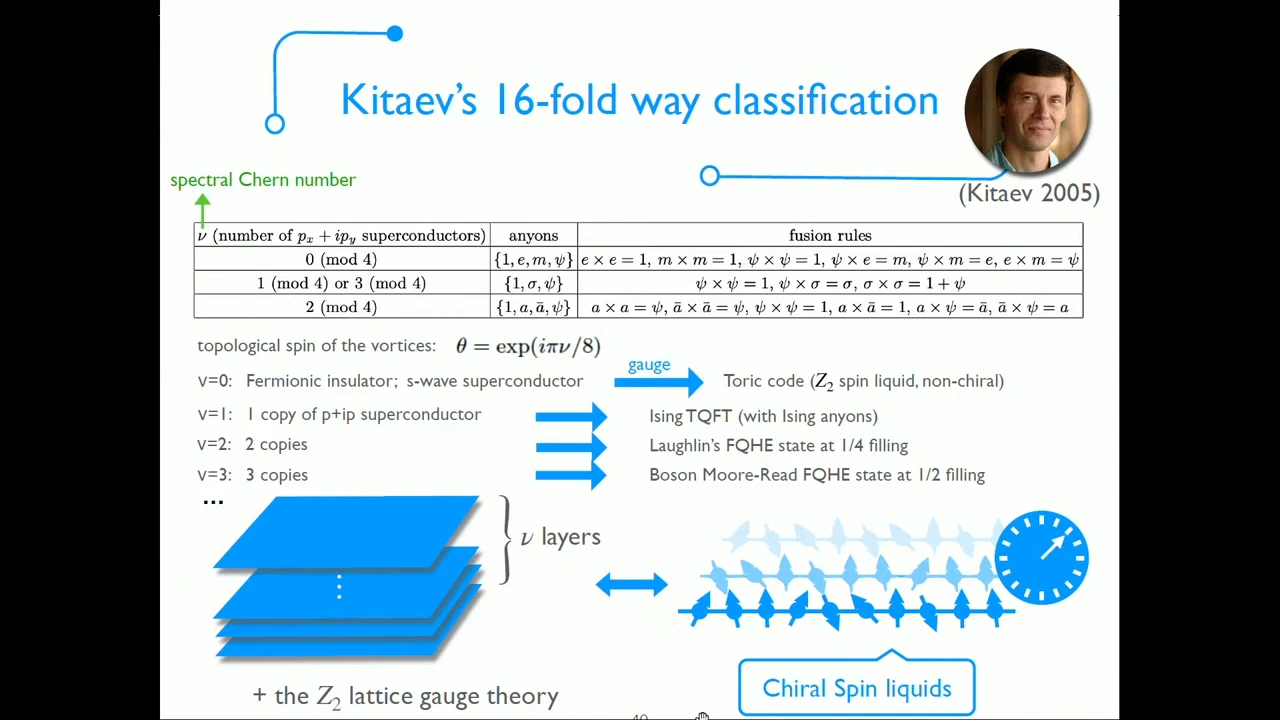 Kitaev's 16-fold way classification
(Kitaev 2005)
spectral Chern number
ν (number of pₓ + ip_y superconductors) anyons fusion rules
0 (mod 4) {1, e, m, ψ} e × e = 1, m × m = 1, ψ × ψ = 1, ψ × e = m, ψ × m = e, e × m = ψ
1 (mod 4) or 3 (mod 4) {1, σ, ψ} ψ × ψ = 1, ψ × σ = σ, σ × σ = 1 + ψ
2 (mod 4) {1, a, ā, ψ} a × a = ψ, ā × ā = ψ, ψ × ψ = 1, a × ā = 1, a × ψ = ā, ā × ψ = a
topological spin of the vortices: θ = exp(iπν/8)
gauge
ν=0: Fermionic insulator; s-wave superconductor Toric code (Z₂ spin liquid, non-chiral)
ν=1: 1 copy of p+ip superconductor Ising TQFT (with Ising anyons)
ν=2: 2 copies Laughlin's FQHE state at 1/4 filling
ν=3: 3 copies Boson Moore-Read FQHE state at 1/2 filling
...
ν layers
Chiral Spin liquids
+ the Z₂ lattice gauge theory